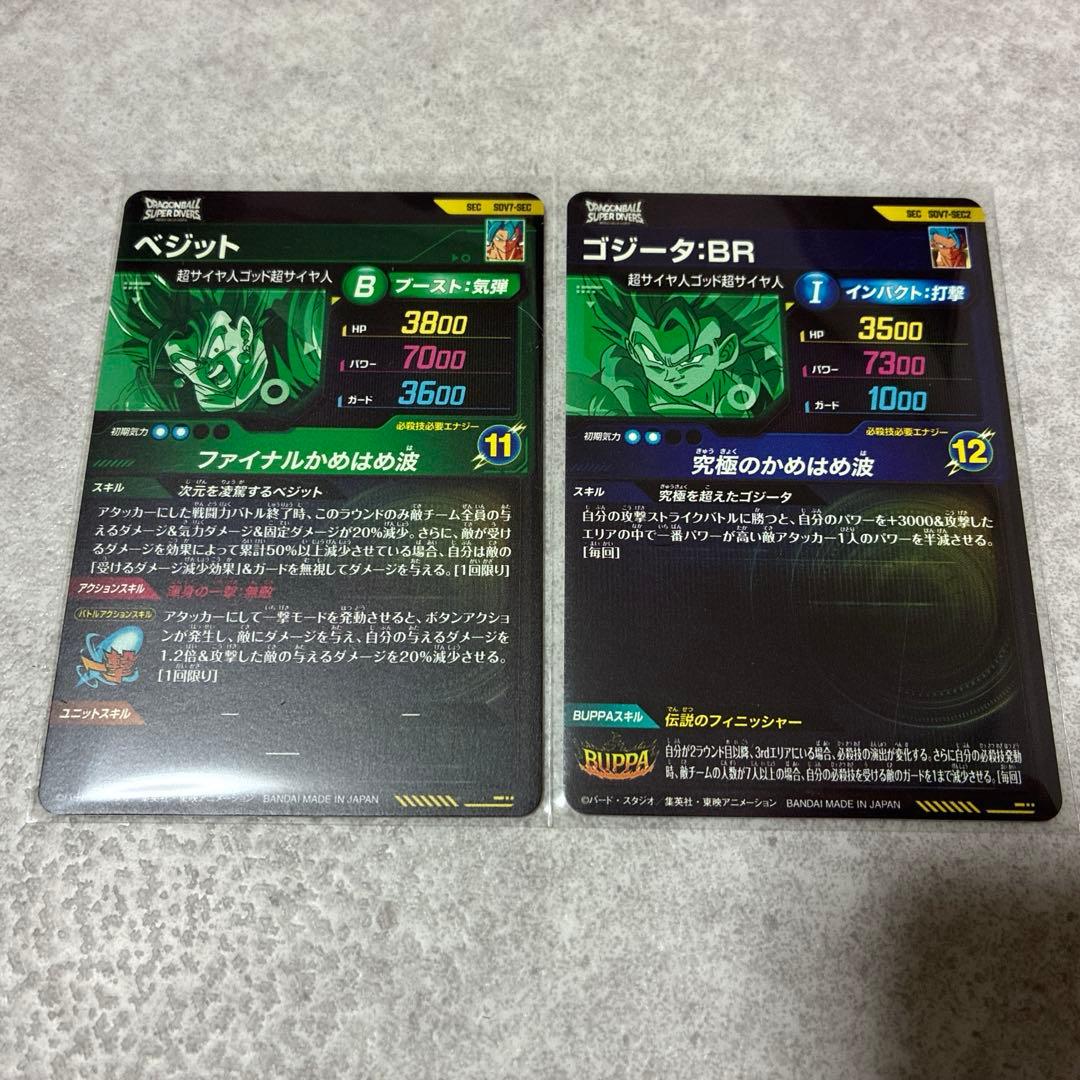 DRAGONBALL
SUPER DIVERS
SEC SDV7-SEC
ベジット
超サイヤ人ゴッド超サイヤ人
B ブースト:気弾
HP 3800
パワー 7000
ガード 3600
初期気力
必殺技必要エナジー
11
ファイナルかめはめ波
スキル 次元を凌駕するベジット
アタッカーにした戦闘力バトル終了時、このラウンドのみ敵チーム全員の与
えるダメージ&気力ダメージ&固定ダメージが20%減少。さらに、敵が受け
るダメージを効果によって累計50%以上減少させている場合、自分は敵の
「受けるダメージ減少効果」&ガードを無視してダメージを与える。[1回限り]
アクションスキル 渾身の一撃:無敵
バトルアクションスキル
一撃
アタッカーにして一撃モードを発動させると、ボタンアクショ
ンが発生し、敵にダメージを与え、自分の与えるダメージを
1.2倍&攻撃した敵の与えるダメージを20%減少させる。
[1回限り]
ユニットスキル — —
—
集英社・東映アニメーション BANDAI MADE IN JAPAN
DRAGONBALL
SUPER DIVERS
SEC SDV7-SEC2
ゴジータ:BR
超サイヤ人ゴッド超サイヤ人
I インパクト:打撃
HP 3500
パワー 7300
ガード 1000
初期気力
必殺技必要エナジー
12
究極のかめはめ波
スキル 究極を超えたゴジータ
自分の攻撃ストライクバトルに勝つと、自分のパワーを+3000&攻撃した
エリアの中で一番パワーが高い敵アタッカー1人のパワーを半減させる。
[毎回]
BUPPAスキル 伝説のフィニッシャー
BUPPA
自分が2ラウンド目以降、3rdエリアにいる場合、必殺技の演出が変化する。さらに自分の必殺技発動
時、敵チームの人数が7人以上の場合、自分の必殺技を受ける敵のガードを1まで減少させる。[毎回]
©バード・スタジオ/集英社・東映アニメーション BANDAI MADE IN JAPAN